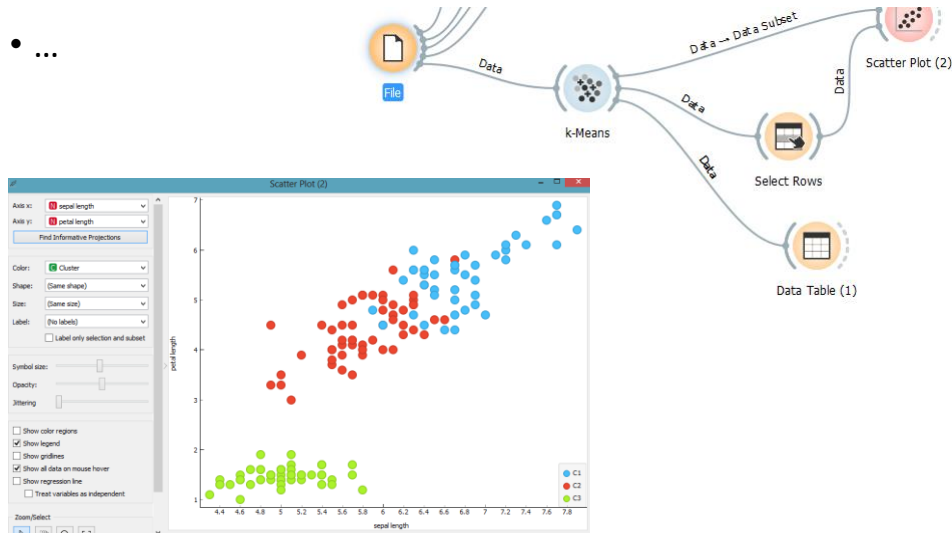 • ...
Data → Data Subset
Scatter Plot (2)
Data
File
Data
k-Means
Data
Select Rows
Data
Data Table (1)
Scatter Plot (2)
Axis x: N sepal length
Axis y: N petal length
Find Informative Projections
Color: C Cluster
Shape: (Same shape)
Size: (Same size)
Label: (No labels)
Label only selection and subset
Symbol size:
Opacity:
Jittering
Show color regions
Show legend
Show gridlines
Show all data on mouse hover
Show regression line
Treat variables as independent
Zoom/Select
7
6
5
4
3
2
1
petal length
4.4 4.6 4.8 5 5.2 5.4 5.6 5.8 6 6.2 6.4 6.6 6.8 7 7.2 7.4 7.6 7.8
sepal length
C1
C2
C3